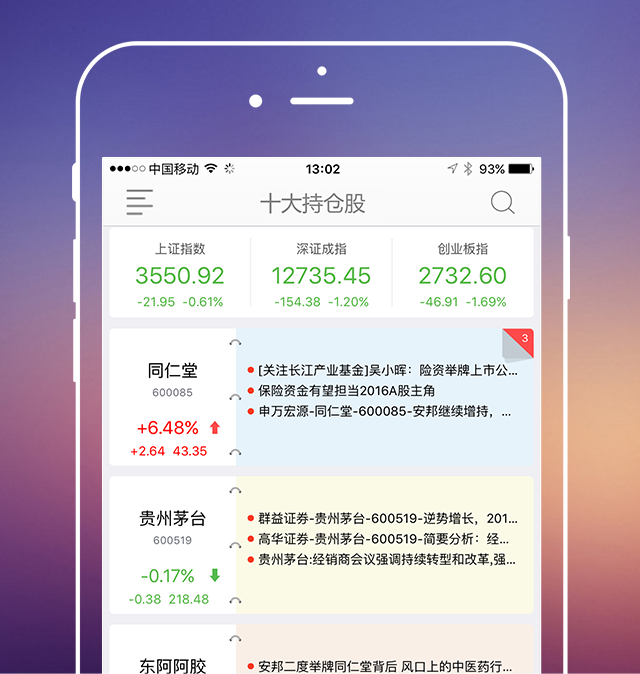 中国移动 13:02 93%
十大持仓股
上证指数 深证成指 创业板指
3550.92 12735.45 2732.60
-21.95 -0.61% -154.38 -1.20% -46.91 -1.69%
3
同仁堂
600085
+6.48%
+2.64 43.35
[关注长江产业基金]吴小晖：险资举牌上市公...
保险资金有望担当2016A股主角
申万宏源-同仁堂-600085-安邦继续增持，...
贵州茅台
600519
-0.17%
-0.38 218.48
群益证券-贵州茅台-600519-逆势增长，201...
高华证券-贵州茅台-600519-简要分析：经...
贵州茅台:经销商会议强调持续转型和改革,强...
东阿阿胶
安邦二度举牌同仁堂背后 风口上的中医药行...